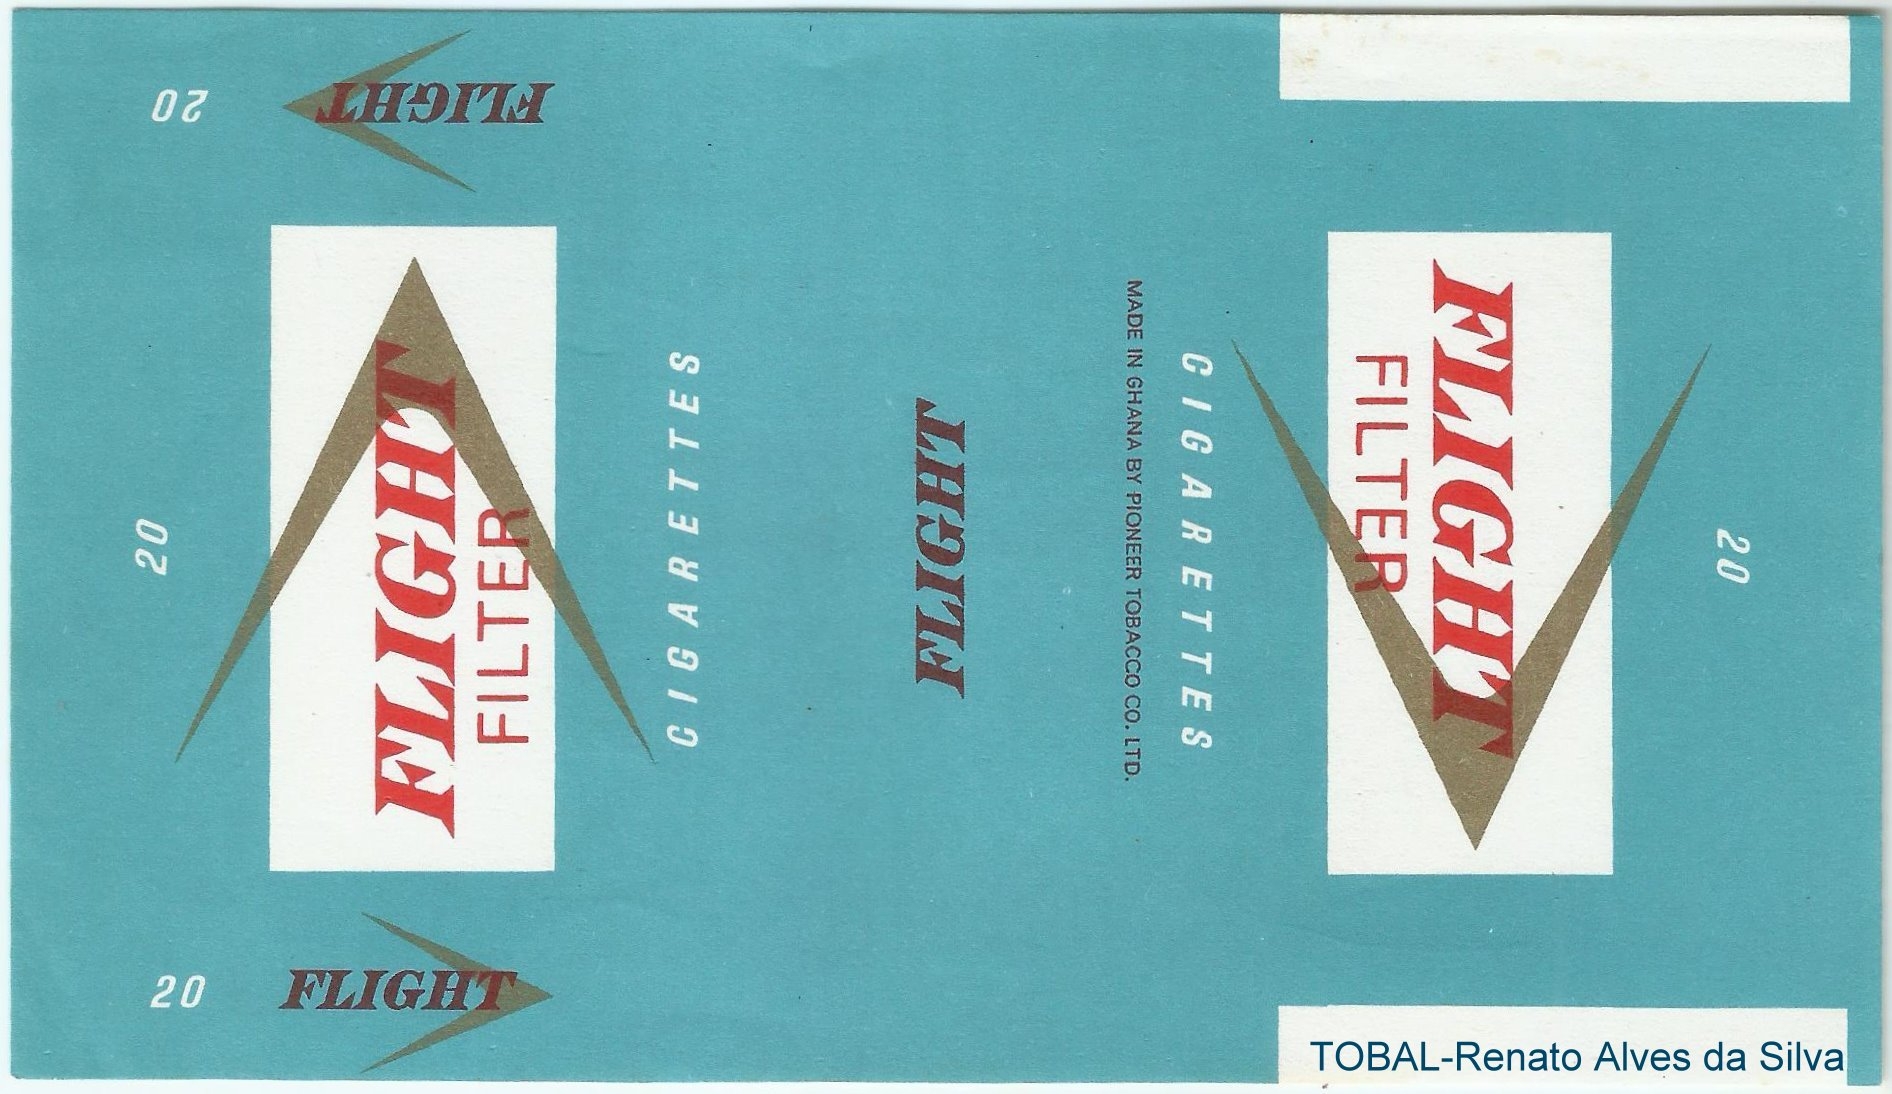 20
FLIGHT
20
FLIGHT
FILTER
CIGARETTES
20
FLIGHT
FLIGHT
MADE IN GHANA BY PIONEER TOBACCO CO. LTD.
CIGARETTES
FLIGHT
FILTER
20
TOBAL-Renato Alves da Silva